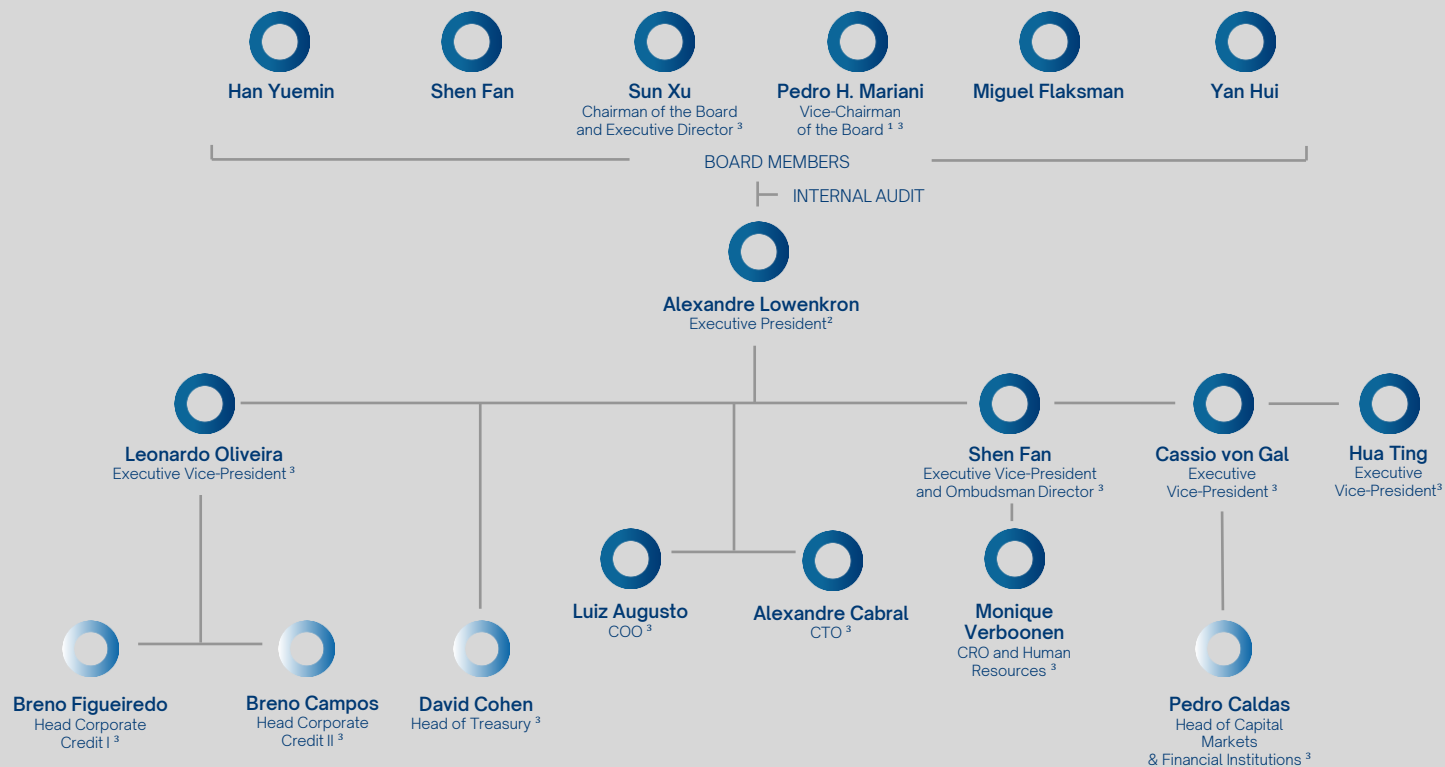 Han Yuemin
Shen Fan
Sun Xu
Chairman of the Board
and Executive Director ³
Pedro H. Mariani
Vice-Chairman
of the Board ¹ ³
Miguel Flaksman
Yan Hui
BOARD MEMBERS
INTERNAL AUDIT
Alexandre Lowenkron
Executive President²
Leonardo Oliveira
Executive Vice-President ³
Shen Fan
Executive Vice-President
and Ombudsman Director ³
Cassio von Gal
Executive
Vice-President ³
Hua Ting
Executive
Vice-President³
Luiz Augusto
COO ³
Alexandre Cabral
CTO ³
Monique
Verboonen
CRO and Human
Resources ³
Breno Figueiredo
Head Corporate
Credit I ³
Breno Campos
Head Corporate
Credit II ³
David Cohen
Head of Treasury ³
Pedro Caldas
Head of Capital
Markets
& Financial Institutions ³